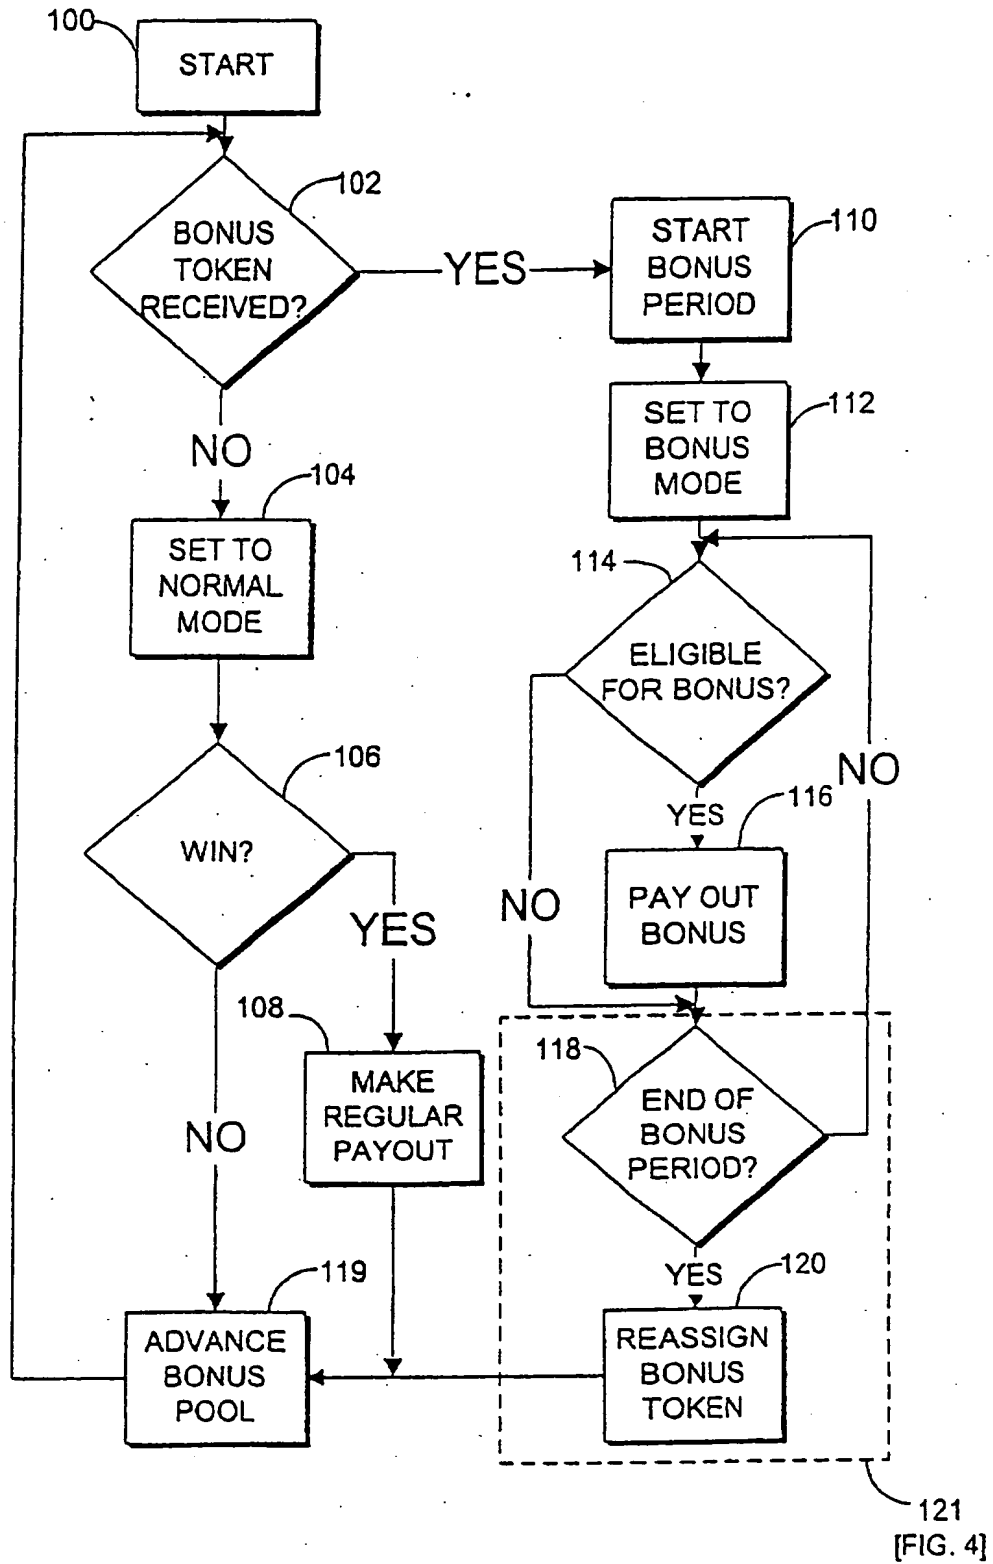 100
START
102
BONUS
TOKEN
RECEIVED?
YES
110
START
BONUS
PERIOD
NO
104
SET TO
NORMAL
MODE
112
SET TO
BONUS
MODE
114
ELIGIBLE
FOR BONUS?
NO
YES
116
PAY OUT
BONUS
NO
106
WIN?
YES
108
MAKE
REGULAR
PAYOUT
NO
118
END OF
BONUS
PERIOD?
YES
120
REASSIGN
BONUS
TOKEN
119
ADVANCE
BONUS
POOL
121
[FIG. 4]